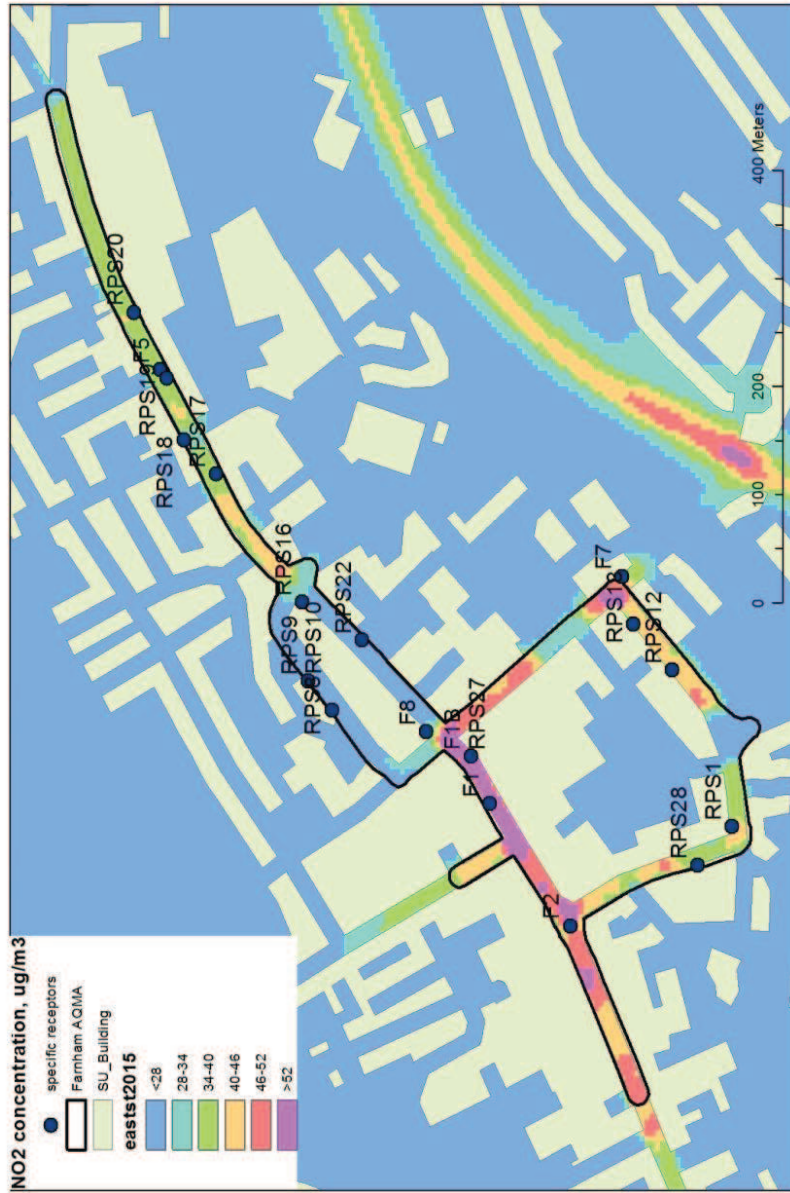 NO2 concentration, ug/m3
specific receptors
Farnham AQMA
SU_Building
eastst2015
<28
28-34
34-40
40-46
46-52
>52
RPS20
F5
RPS19
RPS18
RPS17
RPS16
RPS9
RPS10
RPS22
F8
F1B
RPS27
F1
F2
F7
RPS12
RPS28
RPS1
0
100
200
400 Meters